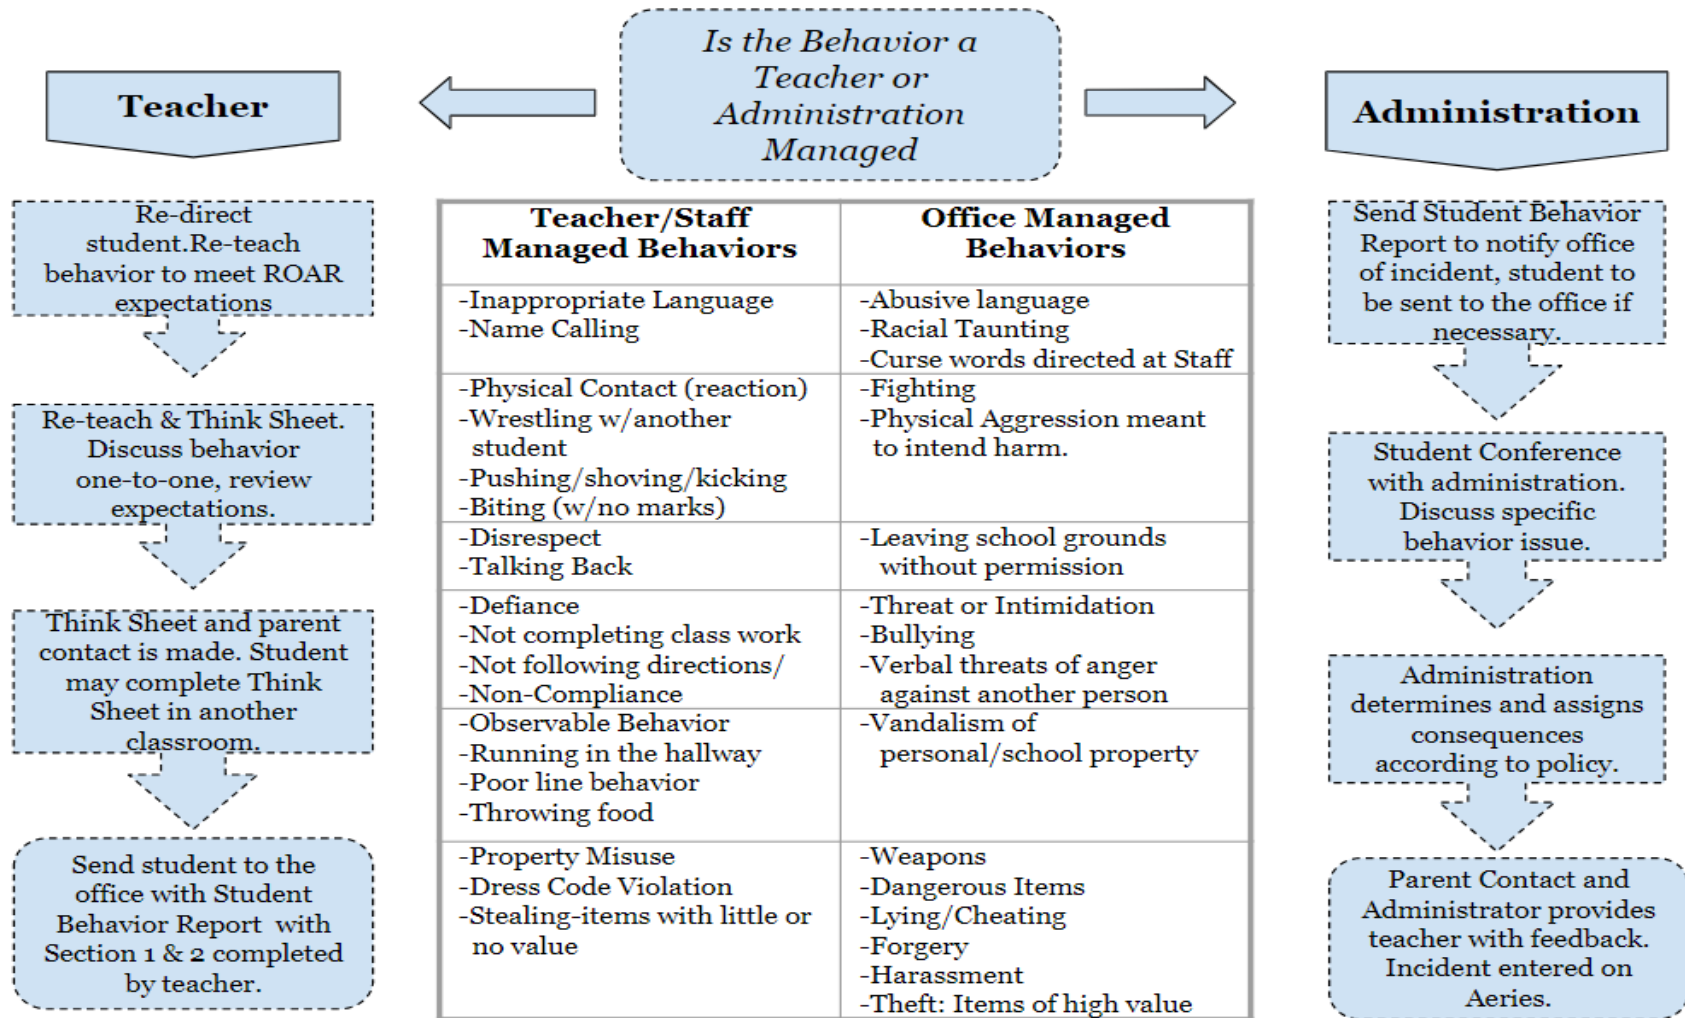 Is the Behavior a
Teacher or
Administration
Managed
Teacher
Re-direct
student.Re-teach
behavior to meet ROAR
expectations
Re-teach & Think Sheet.
Discuss behavior
one-to-one, review
expectations.
Think Sheet and parent
contact is made. Student
may complete Think
Sheet in another
classroom.
Send student to the
office with Student
Behavior Report with
Section 1 & 2 completed
by teacher.
Teacher/Staff
Managed Behaviors
Office Managed
Behaviors
-Inappropriate Language
-Name Calling
-Abusive language
-Racial Taunting
-Curse words directed at Staff
-Physical Contact (reaction)
-Wrestling w/another
student
-Pushing/shoving/kicking
-Biting (w/no marks)
-Fighting
-Physical Aggression meant
to intend harm.
-Disrespect
-Talking Back
-Leaving school grounds
without permission
-Defiance
-Not completing class work
-Not following directions/
-Non-Compliance
-Threat or Intimidation
-Bullying
-Verbal threats of anger
against another person
-Observable Behavior
-Running in the hallway
-Poor line behavior
-Throwing food
-Vandalism of
personal/school property
-Property Misuse
-Dress Code Violation
-Stealing-items with little or
no value
-Weapons
-Dangerous Items
-Lying/Cheating
-Forgery
-Harassment
-Theft: Items of high value
Administration
Send Student Behavior
Report to notify office
of incident, student to
be sent to the office if
necessary.
Student Conference
with administration.
Discuss specific
behavior issue.
Administration
determines and assigns
consequences
according to policy.
Parent Contact and
Administrator provides
teacher with feedback.
Incident entered on
Aeries.